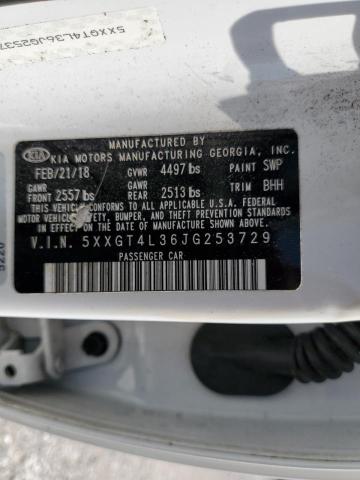 5XXGT4L36JG2537
MANUFACTURED BY
KIA KIA MOTORS MANUFACTURING GEORGIA, INC.
FEB/21/18 GVWR 4497 lbs PAINT SWP
GAWR FRONT 2557 lbs GAWR REAR 2513 lbs TRIM BHH
THIS VEHICLE CONFORMS TO ALL APPLICABLE U.S.A. FEDERAL
MOTOR VEHICLE SAFETY, BUMPER, AND THEFT PREVENTION STANDARDS
IN EFFECT ON THE DATE OF MANUFACTURE SHOWN ABOVE.
V.I.N. 5XXGT4L36JG253729
PASSENGER CAR